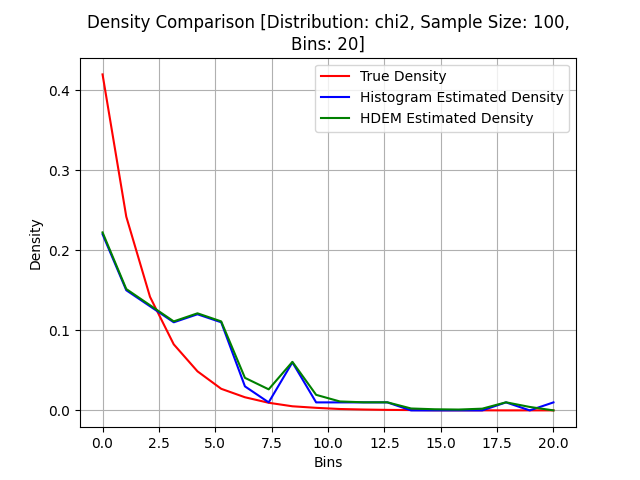 Density Comparison [Distribution: chi2, Sample Size: 100,
Bins: 20]
True Density
Histogram Estimated Density
HDEM Estimated Density
Density
0.4
0.3
0.2
0.1
0.0
0.0 2.5 5.0 7.5 10.0 12.5 15.0 17.5 20.0
Bins